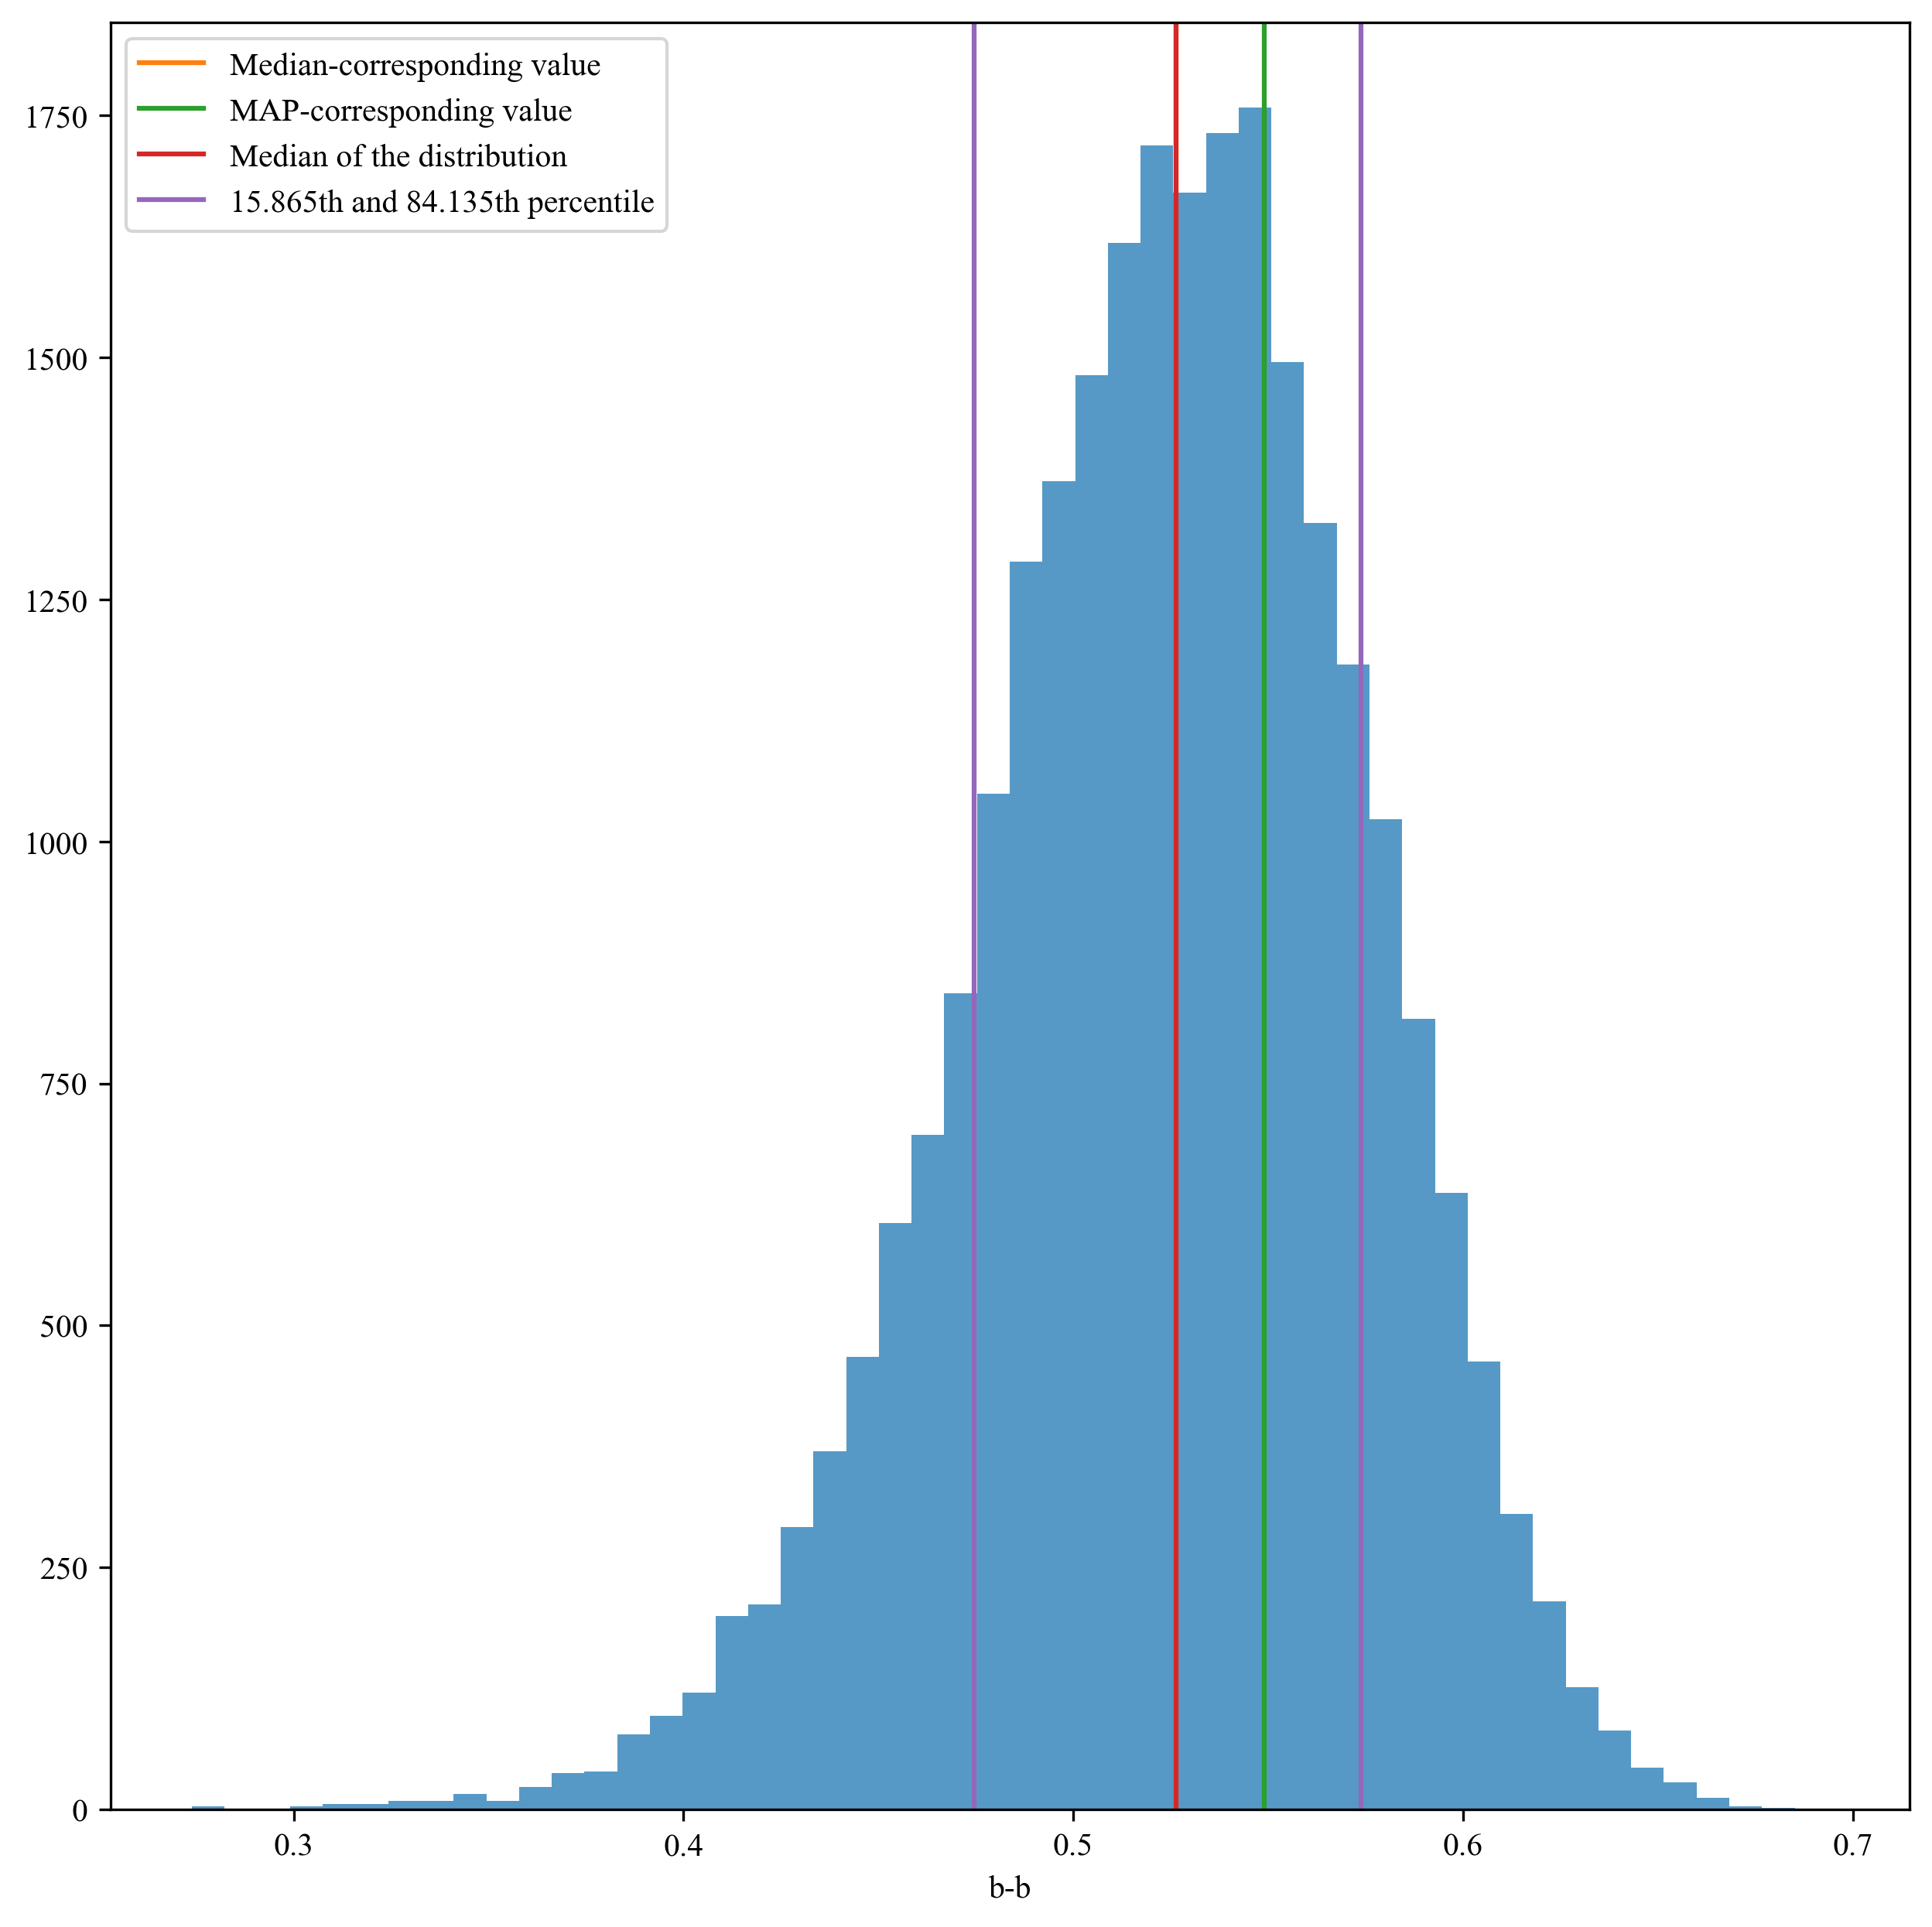 Median-corresponding value
MAP-corresponding value
Median of the distribution
15.865th and 84.135th percentile
1750
1500
1250
1000
750
500
250
0
0.3 0.4 0.5 0.6 0.7
b-b